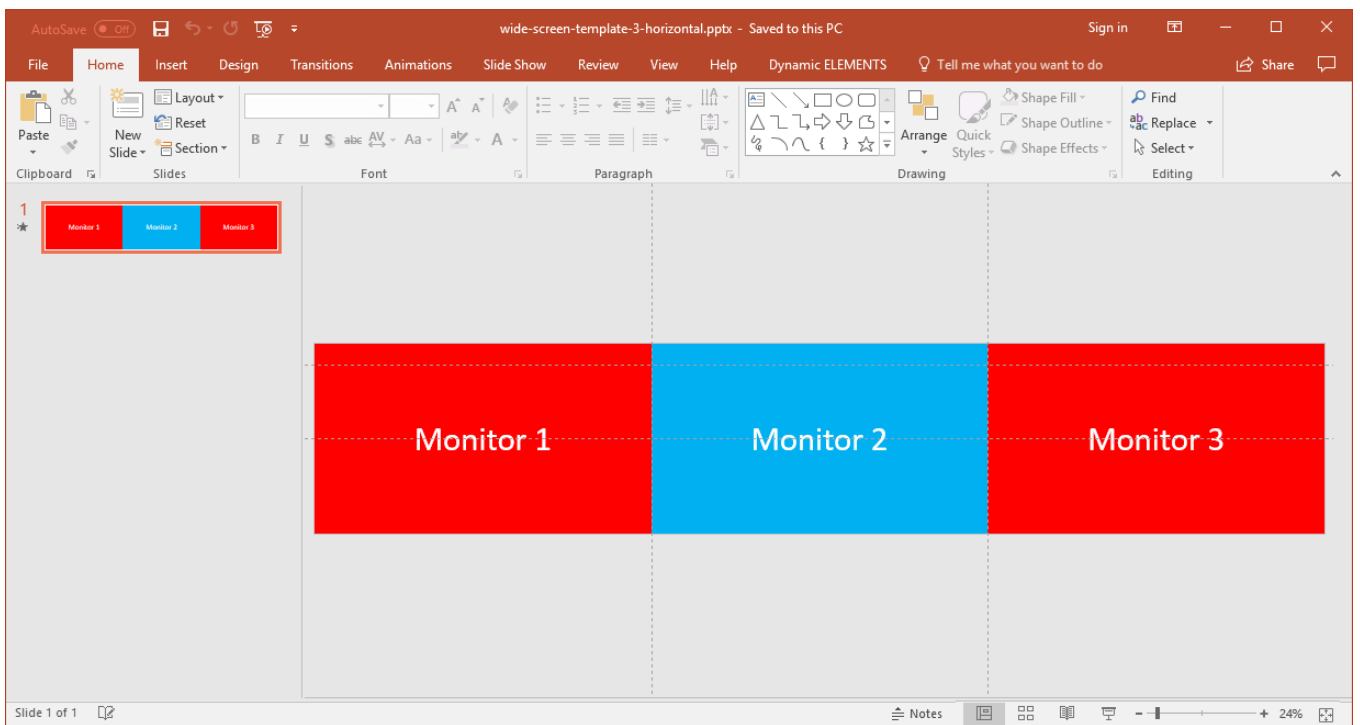 AutoSave Off wide-screen-template-3-horizontal.pptx - Saved to this PC Sign in
File Home Insert Design Transitions Animations Slide Show Review View Help Dynamic ELEMENTS Tell me what you want to do Share
Paste
New
Slide
Layout
Reset
Section
B I U S abc AV Aa A
Arrange
Quick
Styles
Shape Fill
Shape Outline
Shape Effects
Find
Replace
Select
Clipboard Slides Font Paragraph Drawing Editing
1
Monitor 1 Monitor 2 Monitor 3
Monitor 1 Monitor 2 Monitor 3
Slide 1 of 1 Notes 24%